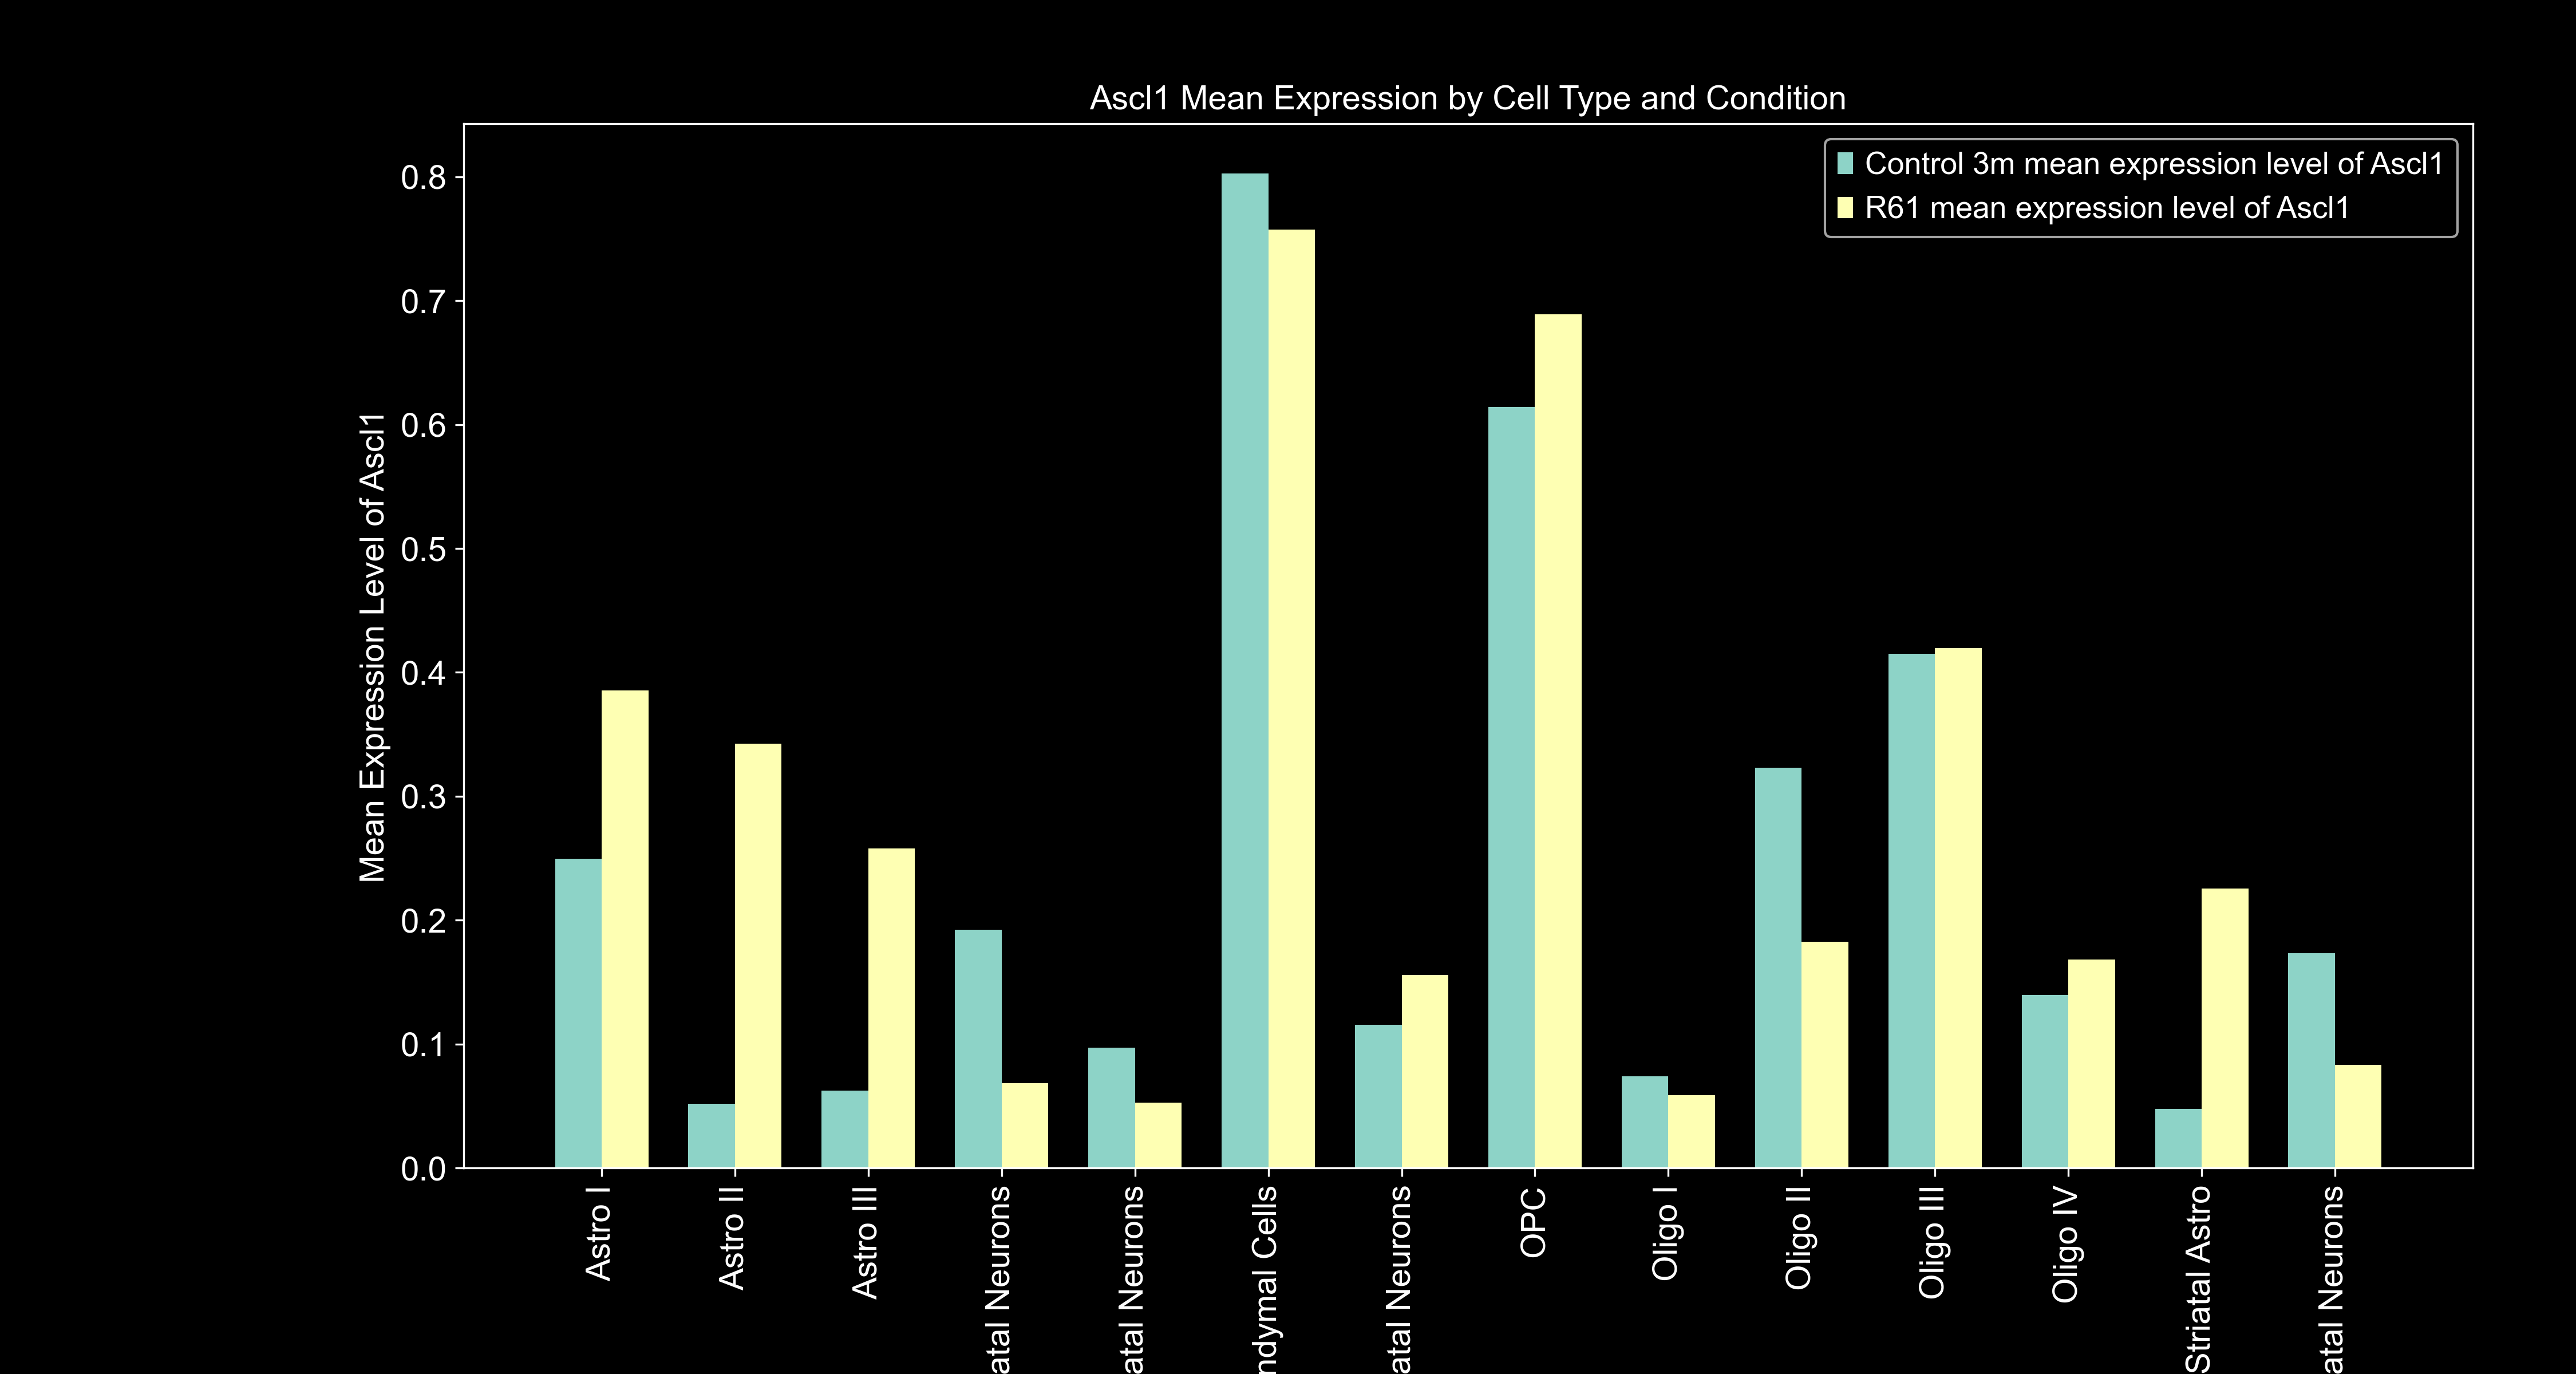 Ascl1 Mean Expression by Cell Type and Condition
Control 3m mean expression level of Ascl1
R61 mean expression level of Ascl1
Mean Expression Level of Ascl1
0.8
0.7
0.6
0.5
0.4
0.3
0.2
0.1
0.0
Astro I
Astro II
Astro III
atal Neurons
atal Neurons
ndymal Cells
atal Neurons
OPC
Oligo I
Oligo II
Oligo III
Oligo IV
Striatal Astro
atal Neurons